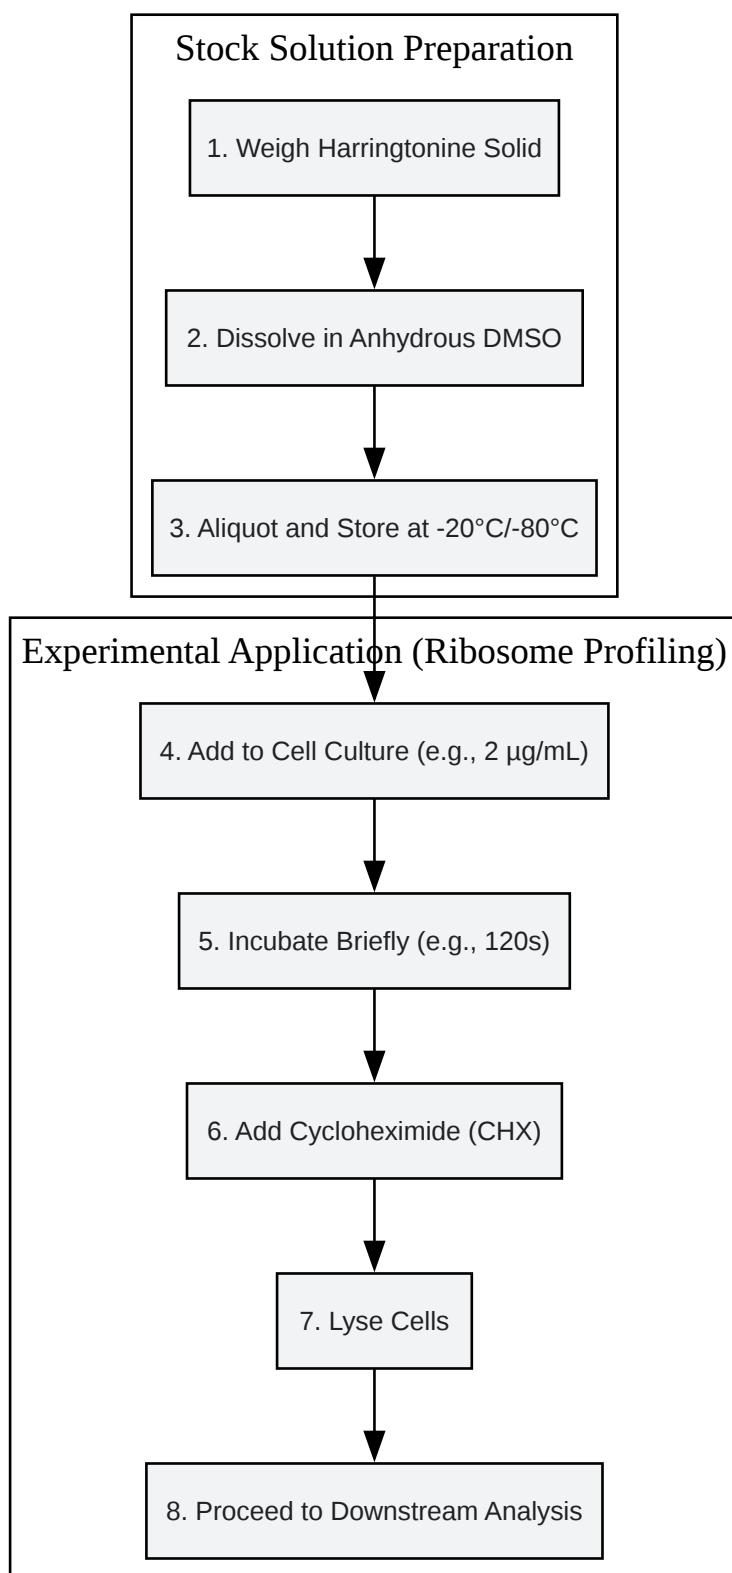 Stock Solution Preparation
1. Weigh Harringtonine Solid
2. Dissolve in Anhydrous DMSO
3. Aliquot and Store at -20°C/-80°C
Experimental Application (Ribosome Profiling)
4. Add to Cell Culture (e.g., 2 µg/mL)
5. Incubate Briefly (e.g., 120s)
6. Add Cycloheximide (CHX)
7. Lyse Cells
8. Proceed to Downstream Analysis